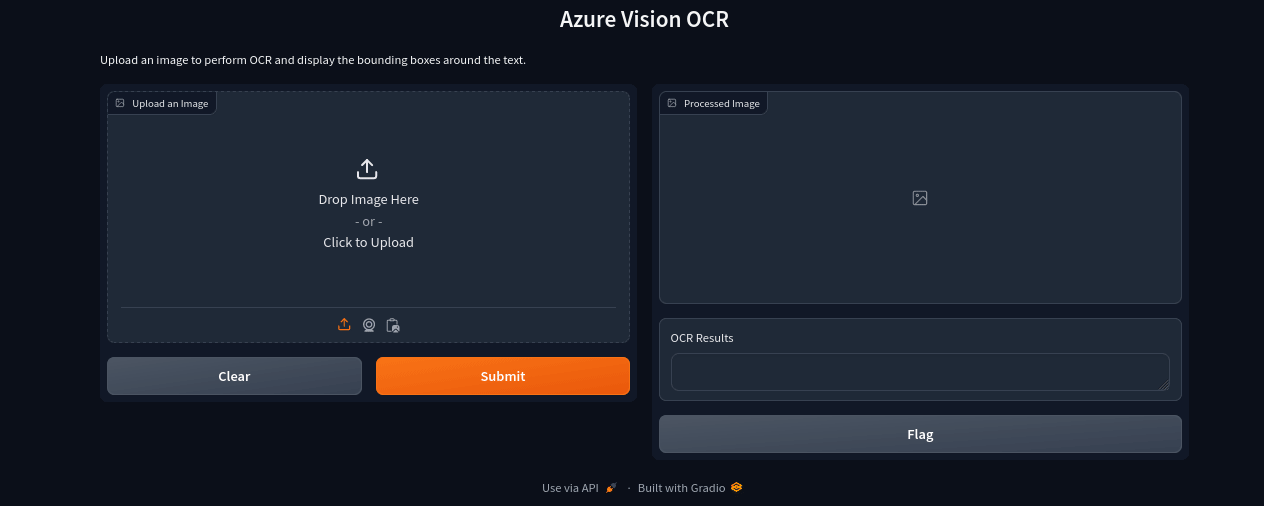 Azure Vision OCR
Upload an image to perform OCR and display the bounding boxes around the text.
Upload an Image
Drop Image Here
- or -
Click to Upload
Clear
Submit
Processed Image
OCR Results
Flag
Use via API · Built with Gradio